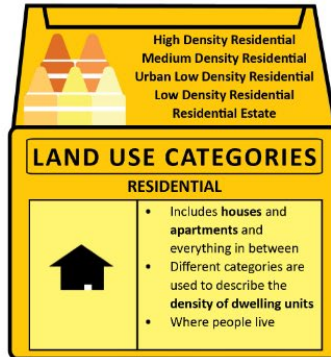 High Density Residential
Medium Density Residential
Urban Low Density Residential
Low Density Residential
Residential Estate
LAND USE CATEGORIES
RESIDENTIAL
• Includes houses and
apartments and
everything in between
• Different categories are
used to describe the
density of dwelling units
• Where people live